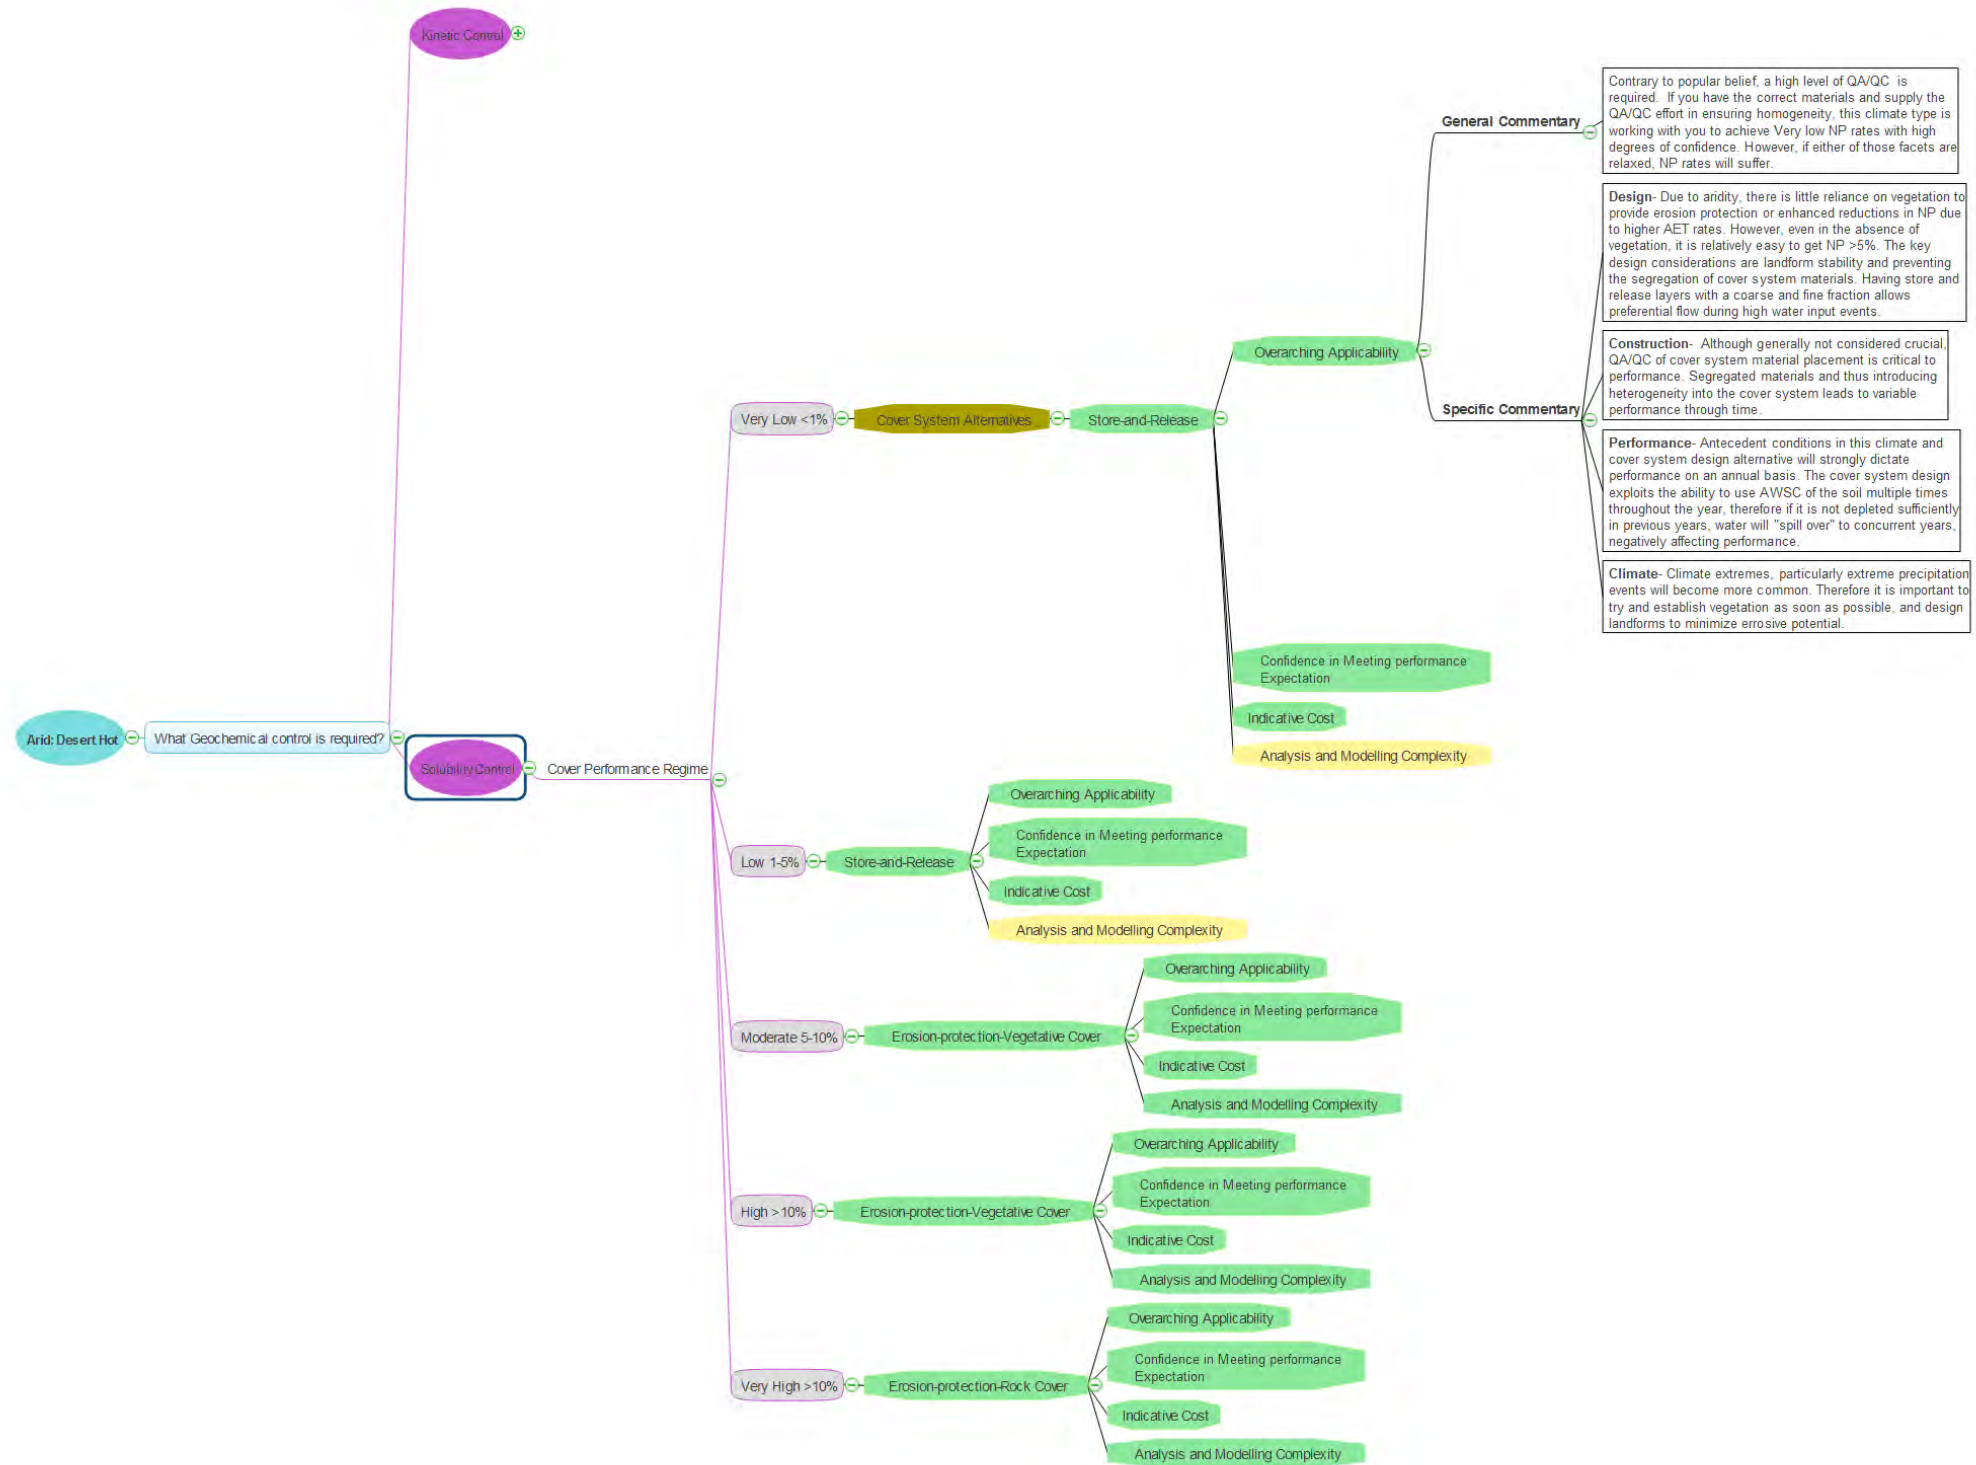 Kinetic Control
Contrary to popular belief, a high level of QA/QC is
required. If you have the correct materials and supply the
QA/QC effort in ensuring homogeneity, this climate type is
working with you to achieve Very low NP rates with high
degrees of confidence. However, if either of those facets are
relaxed, NP rates will suffer.
General Commentary
Design- Due to aridity, there is little reliance on vegetation to
provide erosion protection or enhanced reductions in NP due
to higher AET rates. However, even in the absence of
vegetation, it is relatively easy to get NP >5%. The key
design considerations are landform stability and preventing
the segregation of cover system materials. Having store and
release layers with a coarse and fine fraction allows
preferential flow during high water input events.
Overarching Applicability
Construction- Although generally not considered crucial,
QA/QC of cover system material placement is critical to
performance. Segregated materials and thus introducing
heterogeneity into the cover system leads to variable
performance through time.
Specific Commentary
Very Low <1%
Cover System Alternatives
Store-and-Release
Performance- Antecedent conditions in this climate and
cover system design alternative will strongly dictate
performance on an annual basis. The cover system design
exploits the ability to use AWSC of the soil multiple times
throughout the year, therefore if it is not depleted sufficiently
in previous years, water will "spill over" to concurrent years,
negatively affecting performance.
Climate- Climate extremes, particularly extreme precipitation
events will become more common. Therefore it is important to
try and establish vegetation as soon as possible, and design
landforms to minimize erosive potential.
Confidence in Meeting performance
Expectation
Indicative Cost
Analysis and Modelling Complexity
Arid: Desert Hot
What Geochemical control is required?
Solubility Control
Cover Performance Regime
Overarching Applicability
Confidence in Meeting performance
Expectation
Low 1-5%
Store-and-Release
Indicative Cost
Analysis and Modelling Complexity
Overarching Applicability
Confidence in Meeting performance
Expectation
Moderate 5-10%
Erosion-protection-Vegetative Cover
Indicative Cost
Analysis and Modelling Complexity
Overarching Applicability
Confidence in Meeting performance
Expectation
High >10%
Erosion-protection-Vegetative Cover
Indicative Cost
Analysis and Modelling Complexity
Overarching Applicability
Confidence in Meeting performance
Expectation
Very High >10%
Erosion-protection-Rock Cover
Indicative Cost
Analysis and Modelling Complexity